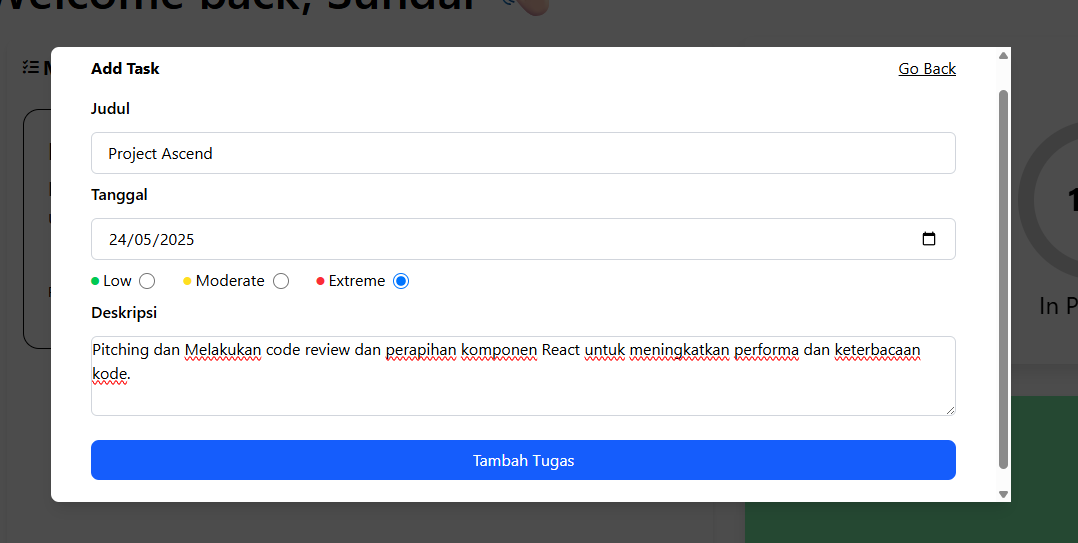 back, Sundar
Add Task
Go Back
Judul
Project Ascend
Tanggal
24/05/2025
Low
Moderate
Extreme
Deskripsi
Pitching dan Melakukan code review dan perapihan komponen React untuk meningkatkan performa dan keterbacaan
kode.
Tambah Tugas
In P